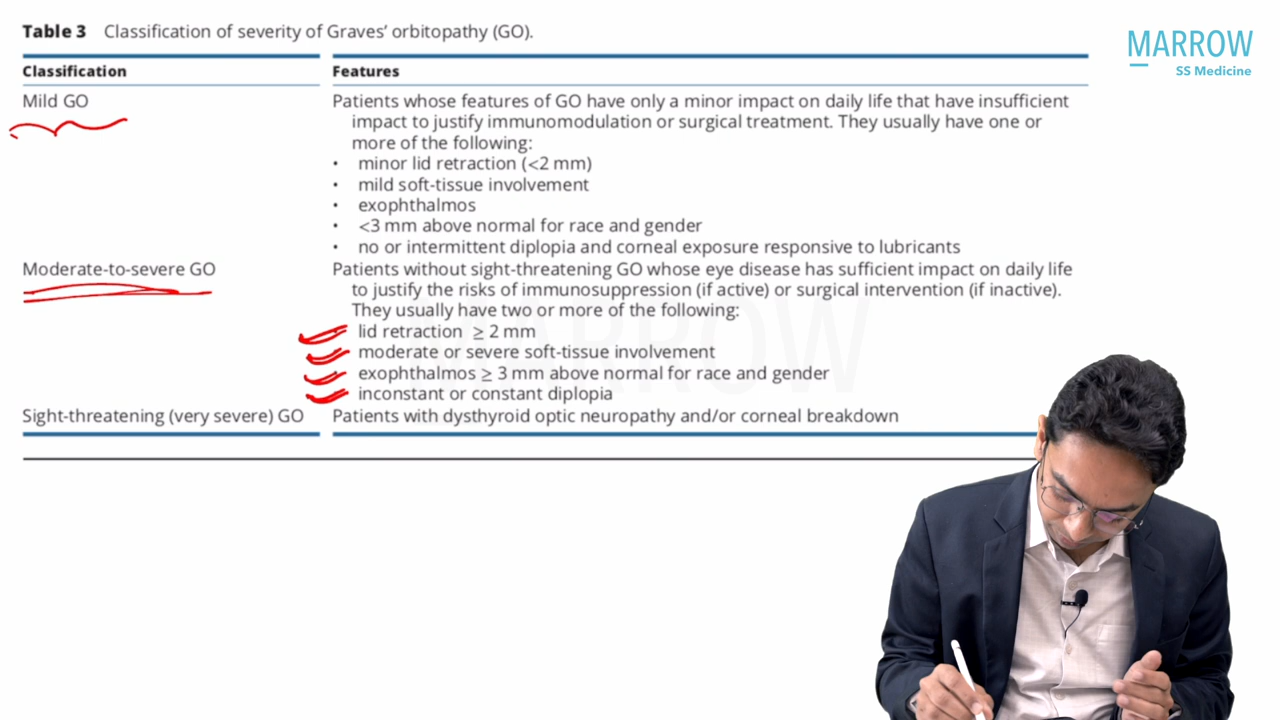 Table 3 Classification of severity of Graves' orbitopathy (GO).
MARROW
SS Medicine
Classification Features
Mild GO Patients whose features of GO have only a minor impact on daily life that have insufficient
impact to justify immunomodulation or surgical treatment. They usually have one or
more of the following:
• minor lid retraction (<2 mm)
• mild soft-tissue involvement
• exophthalmos
• <3 mm above normal for race and gender
• no or intermittent diplopia and corneal exposure responsive to lubricants
Moderate-to-severe GO Patients without sight-threatening GO whose eye disease has sufficient impact on daily life
to justify the risks of immunosuppression (if active) or surgical intervention (if inactive).
They usually have two or more of the following:
lid retraction ≥ 2 mm
moderate or severe soft-tissue involvement
exophthalmos ≥ 3 mm above normal for race and gender
inconstant or constant diplopia
Sight-threatening (very severe) GO Patients with dysthyroid optic neuropathy and/or corneal breakdown
MARROW